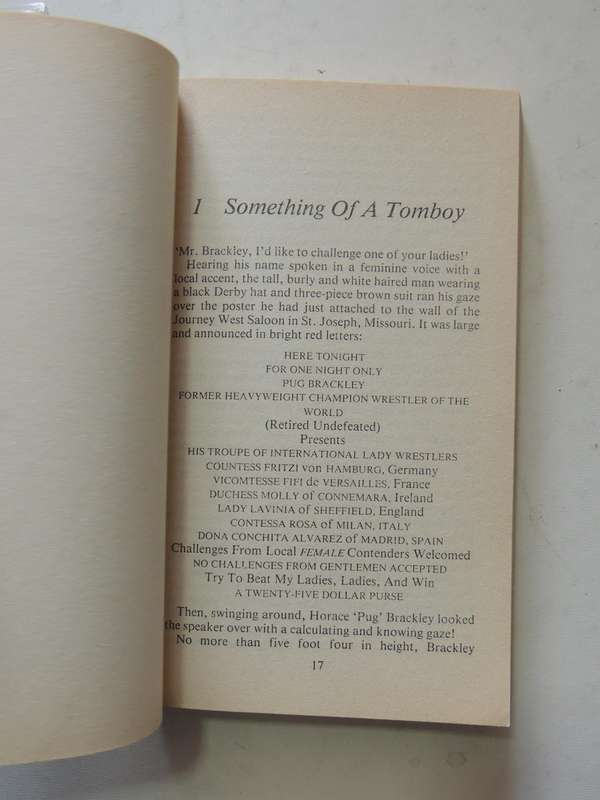 1 Something Of A Tomboy
'Mr. Brackley, I'd like to challenge one of your ladies!'
Hearing his name spoken in a feminine voice with a
local accent, the tall, burly and white haired man wearing
a black Derby hat and three-piece brown suit ran his gaze
over the poster he had just attached to the wall of the
Journey West Saloon in St. Joseph, Missouri. It was large
and announced in bright red letters:
HERE TONIGHT
FOR ONE NIGHT ONLY
PUG BRACKLEY
FORMER HEAVYWEIGHT CHAMPION WRESTLER OF THE
WORLD
(Retired Undefeated)
Presents
HIS TROUPE OF INTERNATIONAL LADY WRESTLERS
COUNTESS FRITZI von HAMBURG, Germany
VICOMTESSE FIFI de VERSAILLES, France
DUCHESS MOLLY of CONNEMARA, Ireland
LADY LAVINIA of SHEFFIELD, England
CONTESSA ROSA of MILAN, ITALY
DONA CONCHITA ALVAREZ of MADRID, SPAIN
Challenges From Local FEMALE Contenders Welcomed
NO CHALLENGES FROM GENTLEMEN ACCEPTED
Try To Beat My Ladies, Ladies, And Win
A TWENTY-FIVE DOLLAR PURSE
Then, swinging around, Horace 'Pug' Brackley looked
the speaker over with a calculating and knowing gaze!
No more than five foot four in height, Brackley
17